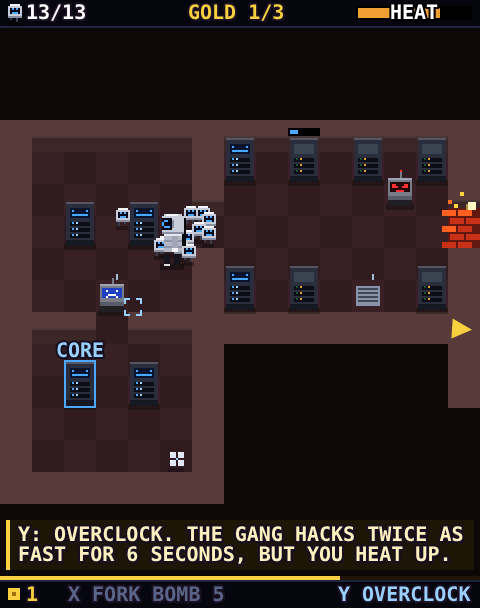 13/13 GOLD 1/3 HEAT
CORE
Y: OVERCLOCK. THE GANG HACKS TWICE AS
FAST FOR 6 SECONDS, BUT YOU HEAT UP.
1 X FORK BOMB 5 Y OVERCLOCK